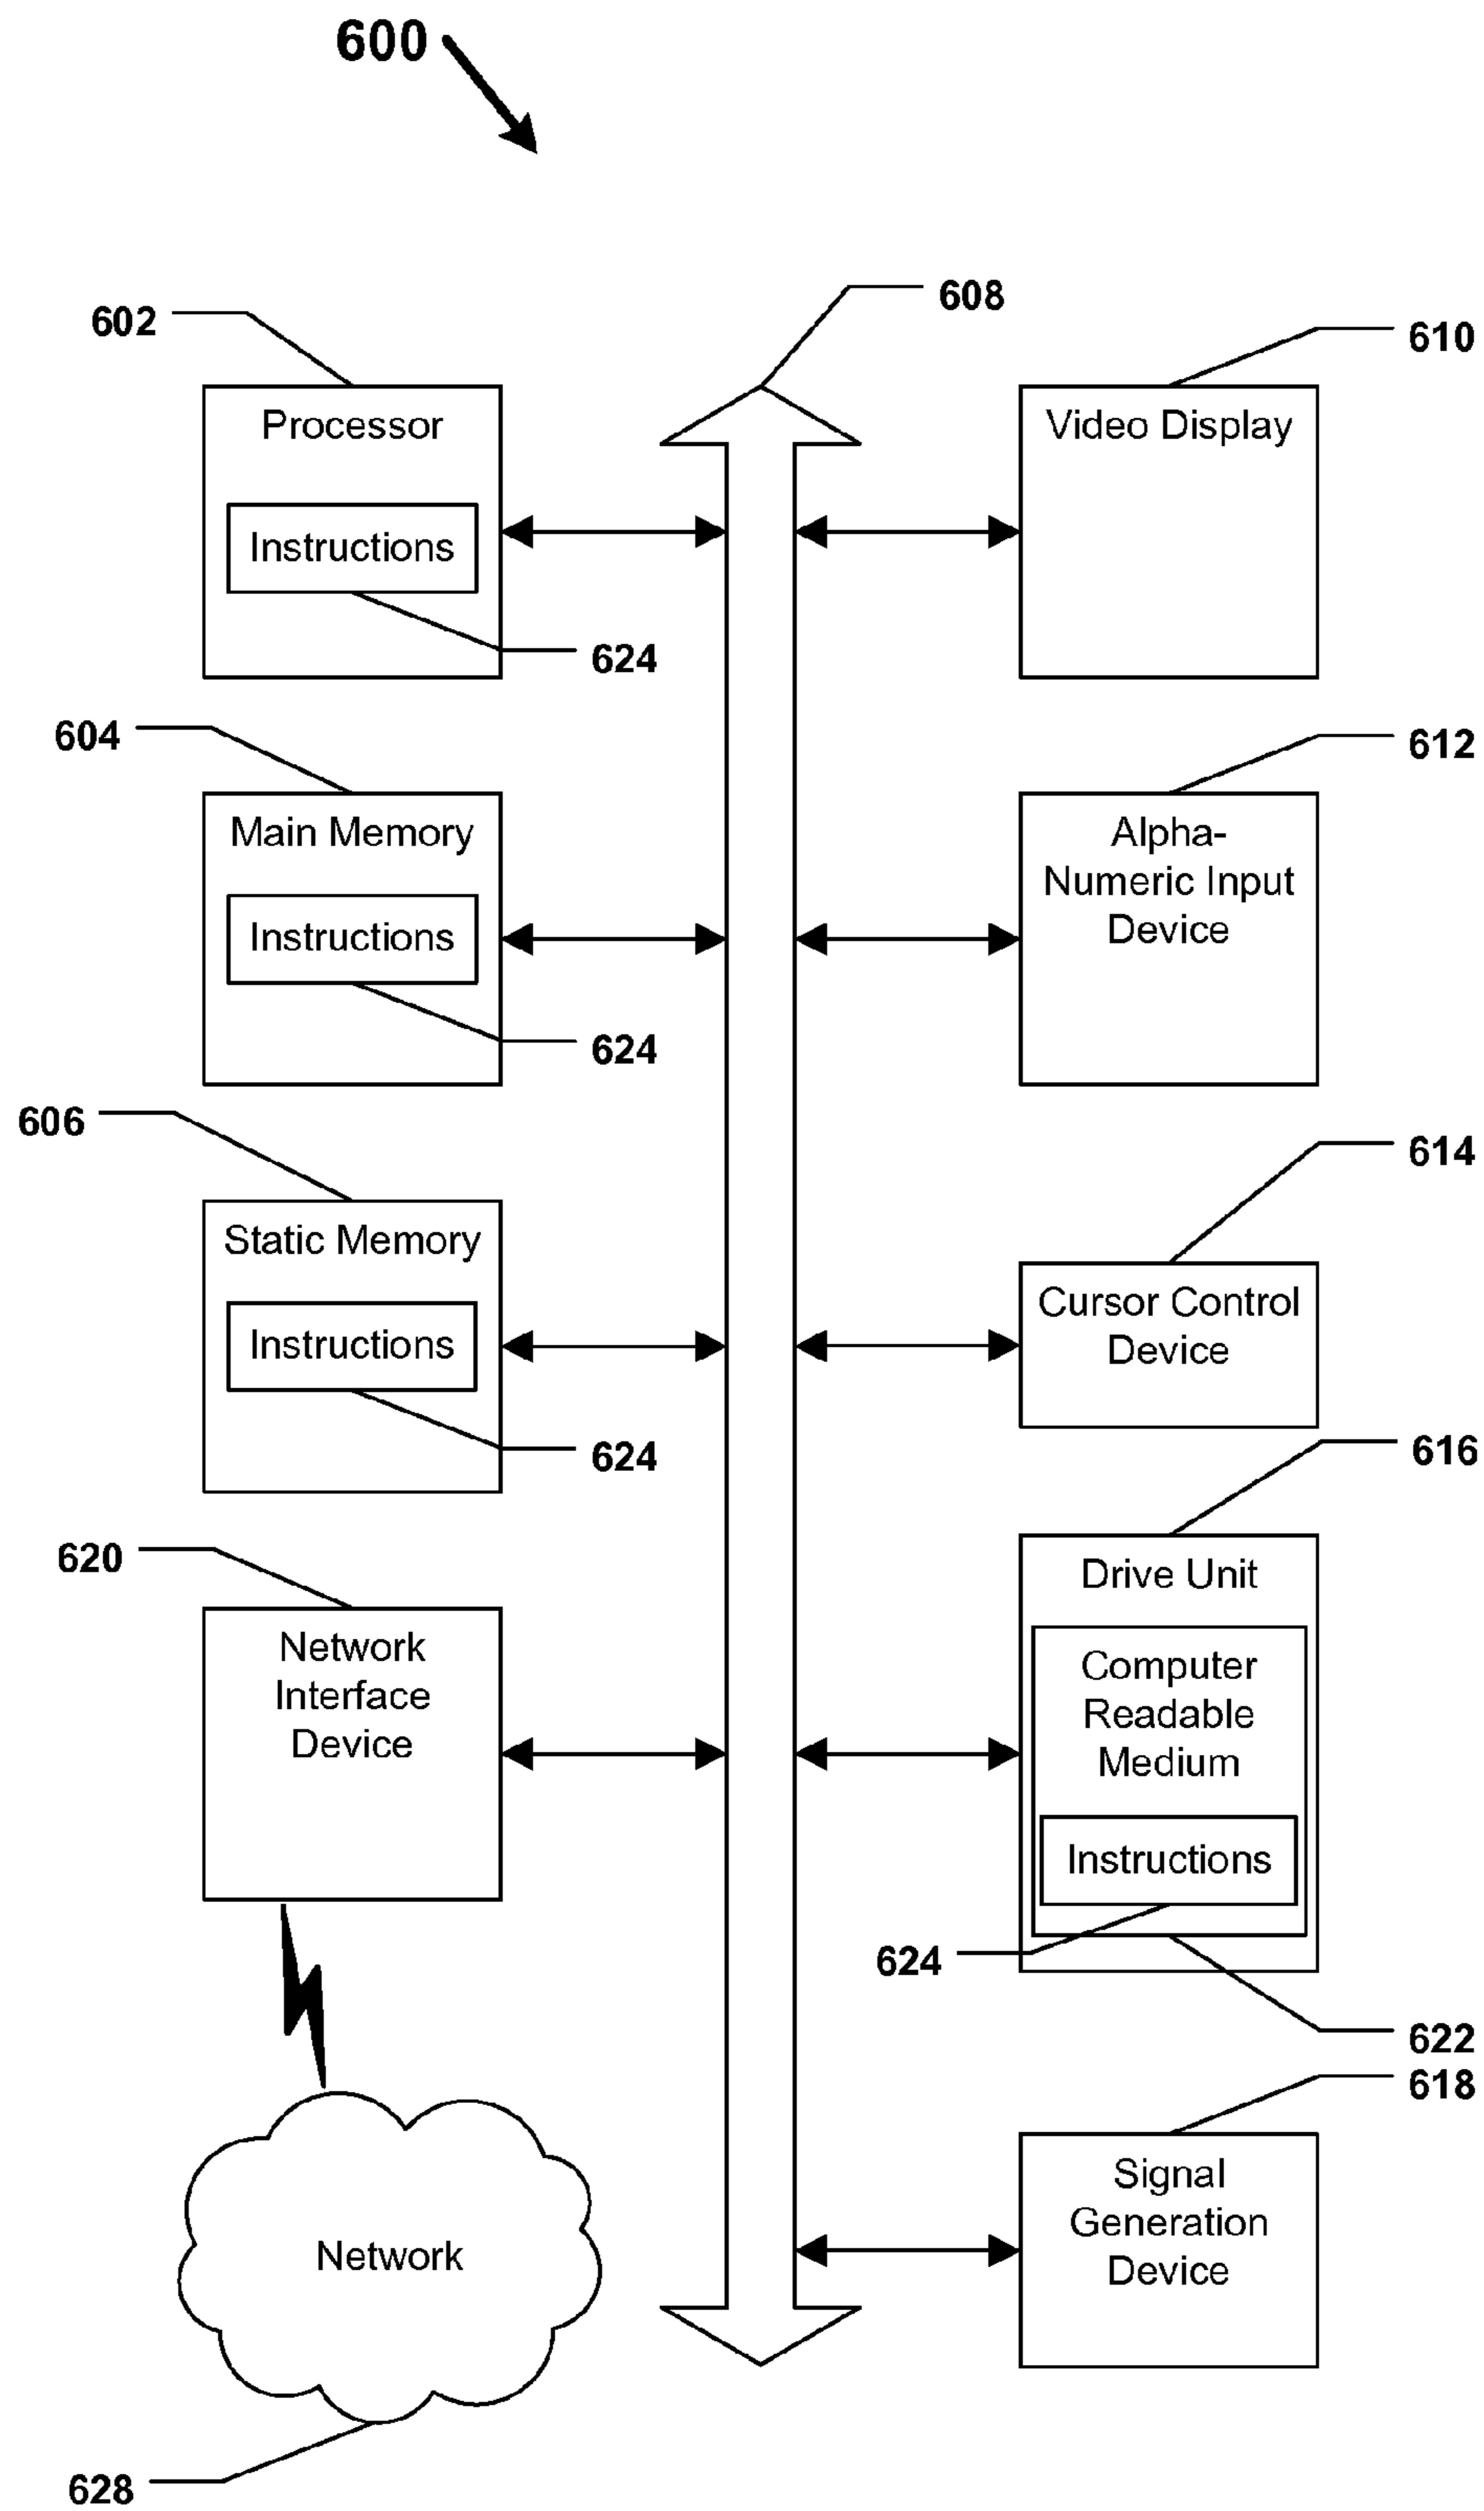 600
608
602
610
Processor
Instructions
624
Video Display
604
612
Main Memory
Instructions
624
Alpha-
Numeric Input
Device
606
614
Static Memory
Instructions
624
Cursor Control
Device
616
620
Network
Interface
Device
Drive Unit
Computer
Readable
Medium
Instructions
624
622
618
Signal
Generation
Device
Network
628